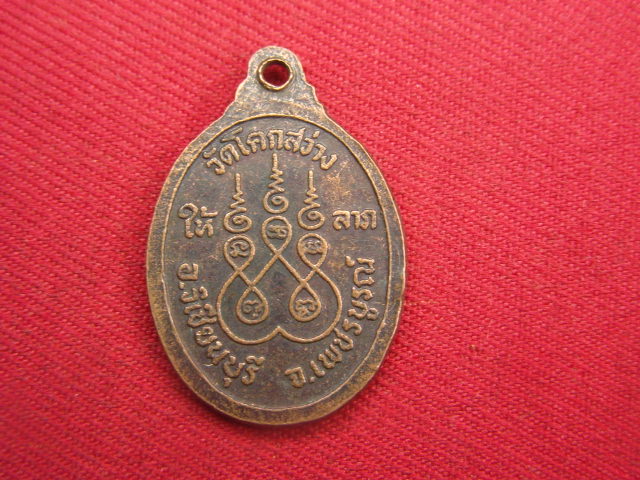 วัดโคกสว่าง
ให้ ลาภ
อ.วิเชียรบุรี จ.เพชรบูรณ์